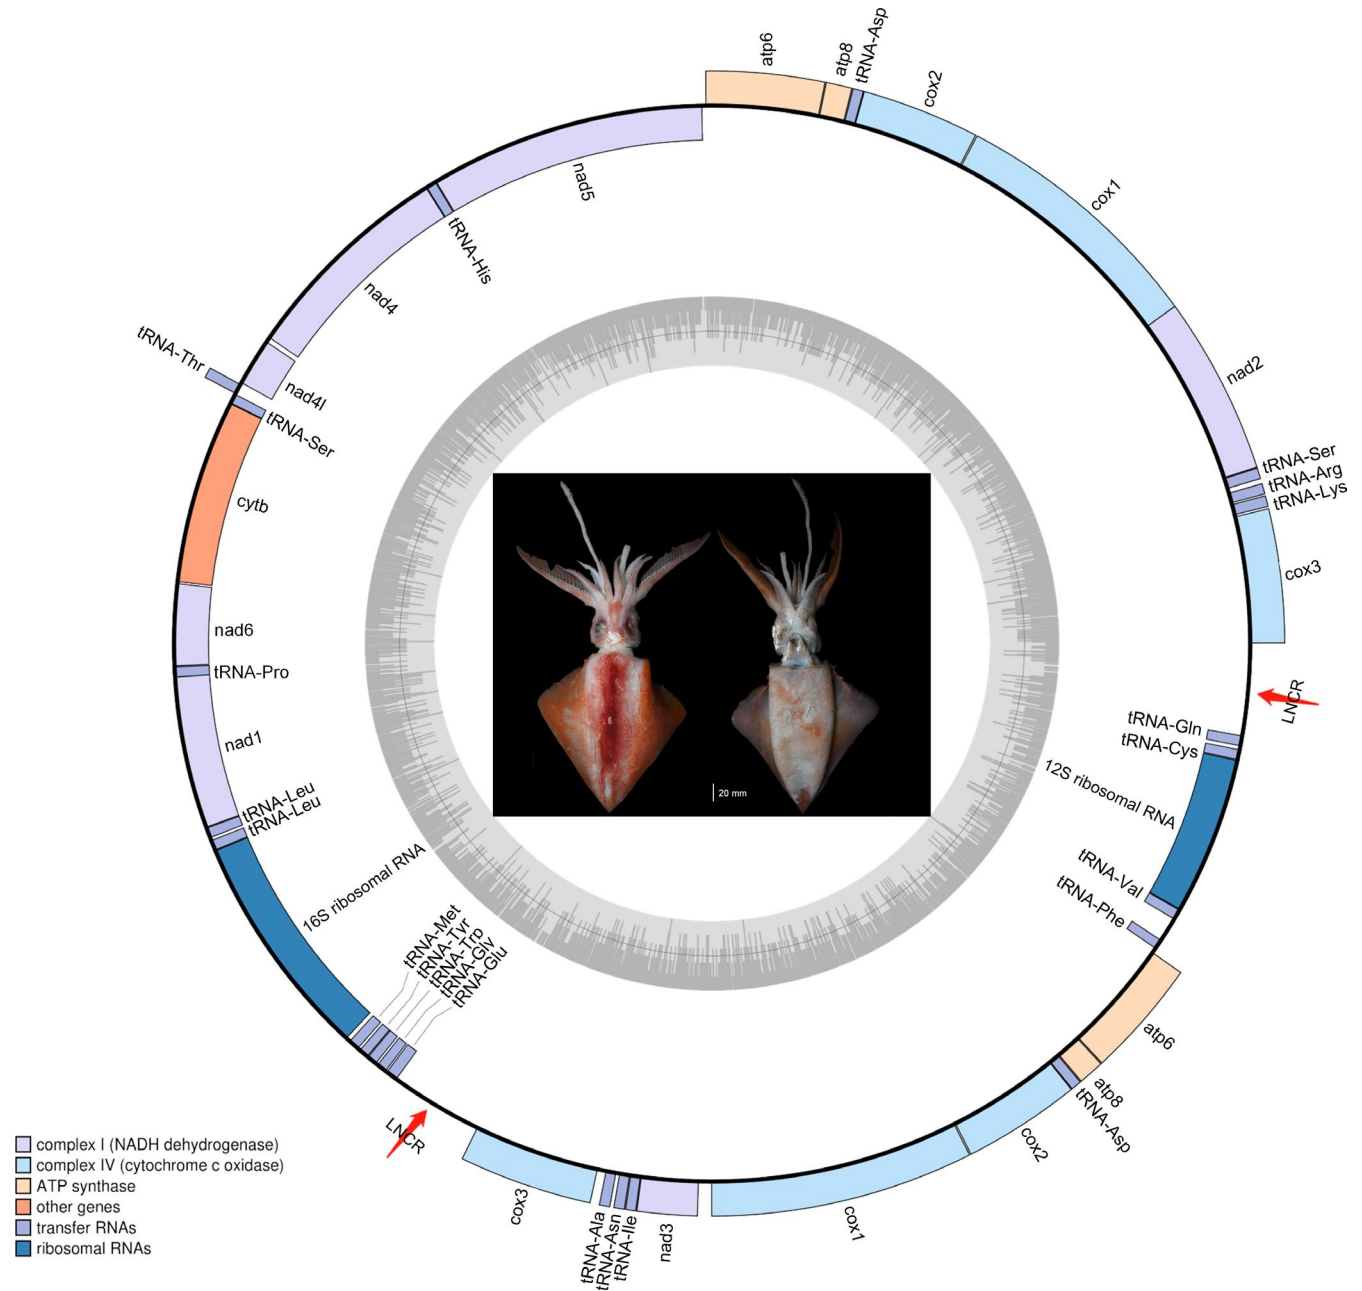 atp6
atp8
tRNA-Asp
cox2
cox1
nad2
tRNA-Ser
tRNA-Arg
tRNA-Lys
cox3
LNCR
tRNA-Gln
tRNA-Cys
12S ribosomal RNA
tRNA-Val
tRNA-Phe
atp6
atp8
tRNA-Asp
cox2
cox1
nad3
tRNA-Ile
tRNA-Asn
tRNA-Ala
cox3
LNCR
tRNA-Glu
tRNA-Gly
tRNA-Trp
tRNA-Tyr
tRNA-Met
16S ribosomal RNA
tRNA-Leu
tRNA-Leu
nad1
tRNA-Pro
nad6
cytb
tRNA-Ser
tRNA-Thr
nad4l
nad4
tRNA-His
nad5
20 mm
complex I (NADH dehydrogenase)
complex IV (cytochrome c oxidase)
ATP synthase
other genes
transfer RNAs
ribosomal RNAs